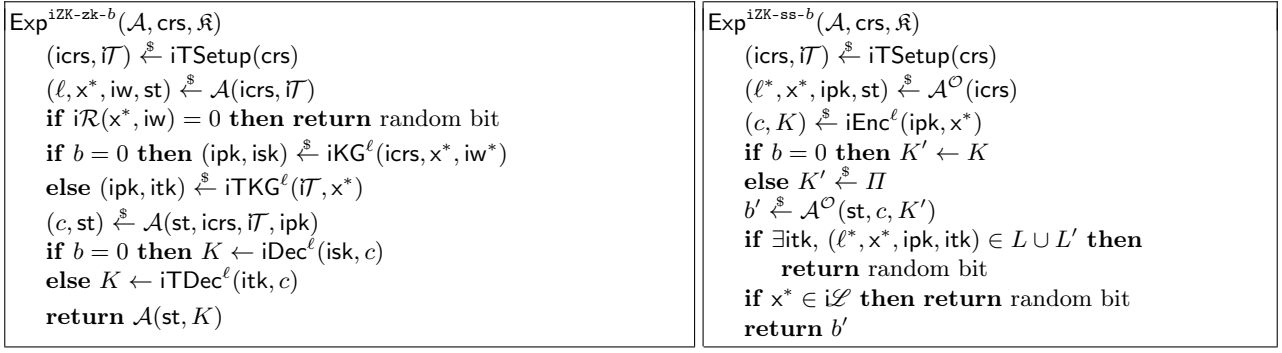 Exp^{iZK-zk-b}(𝒜, crs, 𝔎)
(icrs, i𝒯) ←$ iTSetup(crs)
(ℓ, x*, iw, st) ←$ 𝒜(icrs, i𝒯)
if iℛ(x*, iw) = 0 then return random bit
if b = 0 then (ipk, isk) ←$ iKG^ℓ(icrs, x*, iw*)
else (ipk, itk) ←$ iTKG^ℓ(i𝒯, x*)
(c, st) ←$ 𝒜(st, icrs, i𝒯, ipk)
if b = 0 then K ← iDec^ℓ(isk, c)
else K ← iTDec^ℓ(itk, c)
return 𝒜(st, K)
Exp^{iZK-ss-b}(𝒜, crs, 𝔎)
(icrs, i𝒯) ←$ iTSetup(crs)
(ℓ*, x*, ipk, st) ←$ 𝒜^𝒪(icrs)
(c, K) ←$ iEnc^ℓ(ipk, x*)
if b = 0 then K′ ← K
else K′ ←$ Π
b′ ←$ 𝒜^𝒪(st, c, K′)
if ∃itk, (ℓ*, x*, ipk, itk) ∈ L ∪ L′ then
return random bit
if x* ∈ iℒ then return random bit
return b′